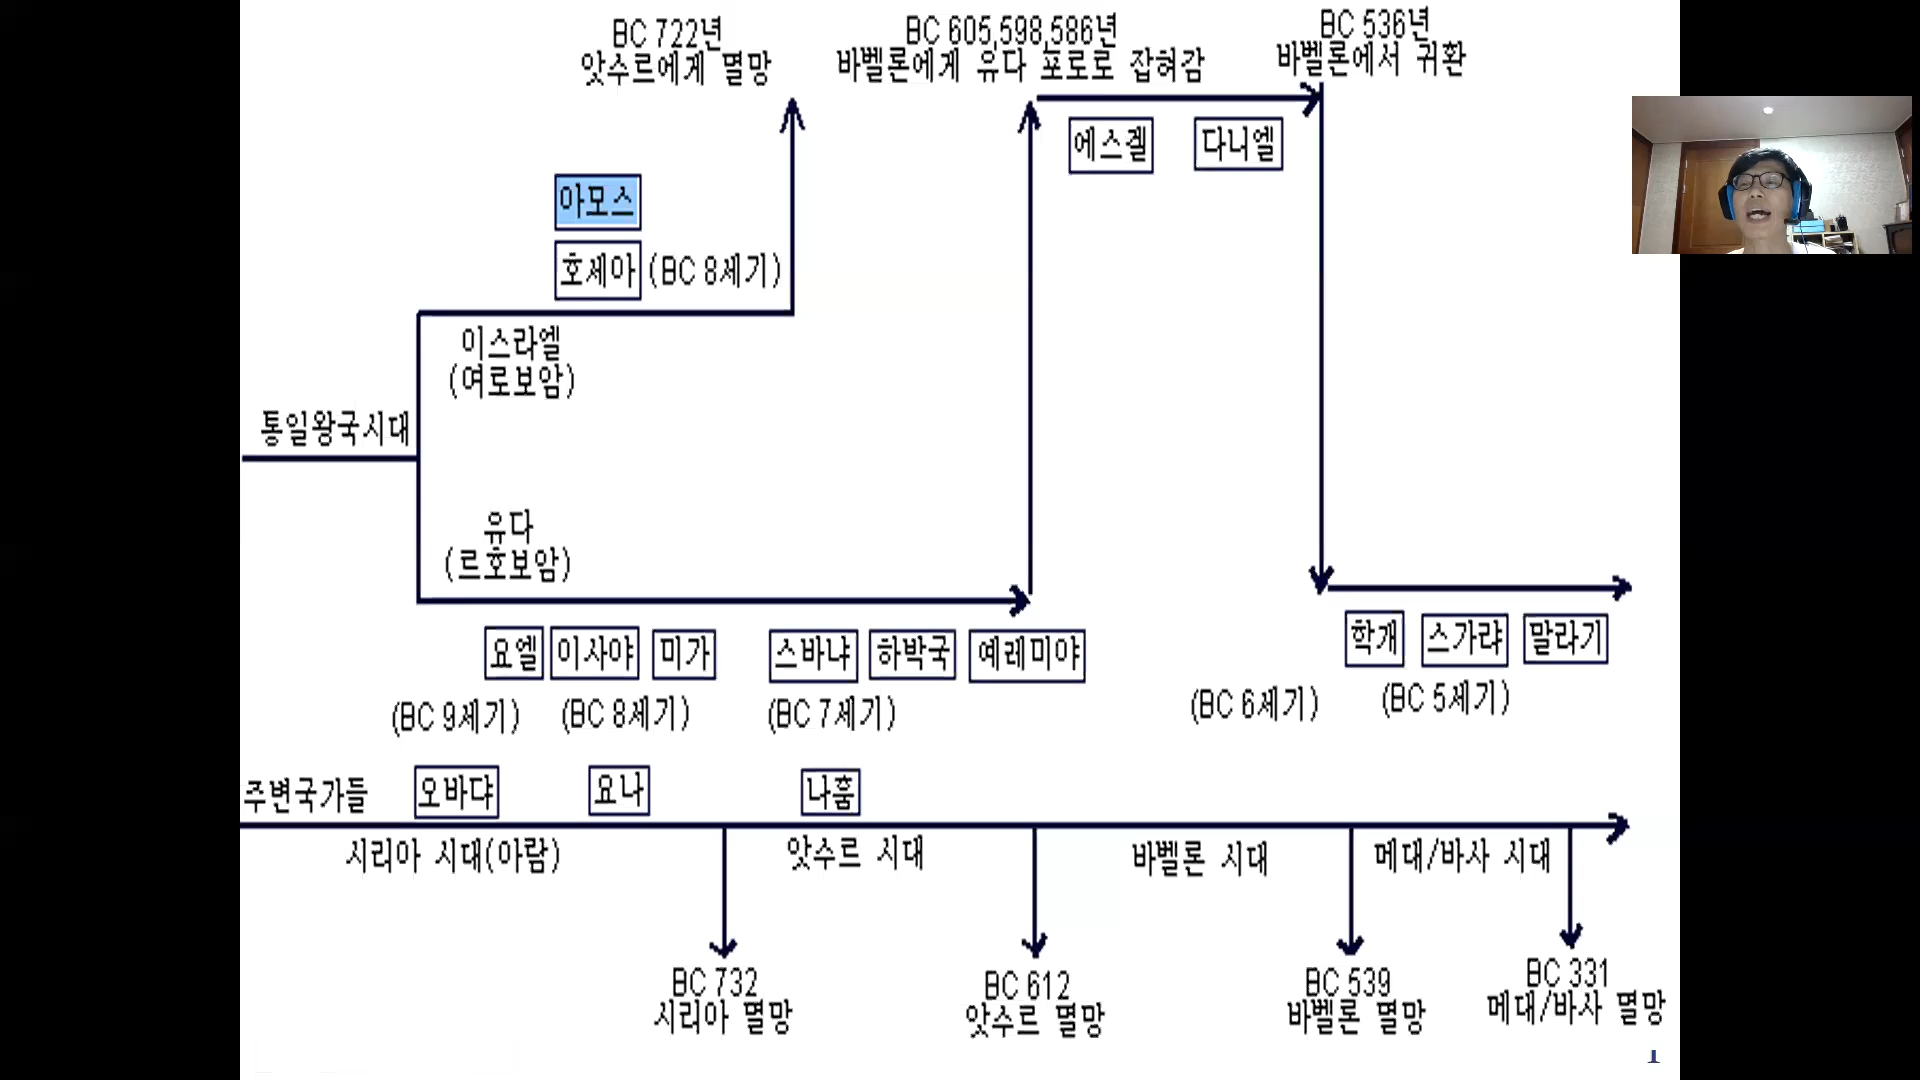 BC 722년
앗수르에게 멸망
BC 605,598,586년
바벨론에게 유다 포로로 잡혀감
BC 536년
바벨론에서 귀환
에스겔
다니엘
아모스
호세아 (BC 8세기)
이스라엘
(여로보암)
통일왕국시대
유다
(르호보암)
요엘 이사야 미가 스바냐 하박국 예레미야
학개 스가랴 말라기
(BC 9세기) (BC 8세기) (BC 7세기) (BC 6세기) (BC 5세기)
주변국가들 오바댜 요나 나훔
시리아 시대(아람) 앗수르 시대 바벨론 시대 메대/바사 시대
BC 732
시리아 멸망
BC 612
앗수르 멸망
BC 539
바벨론 멸망
BC 331
메대/바사 멸망
1